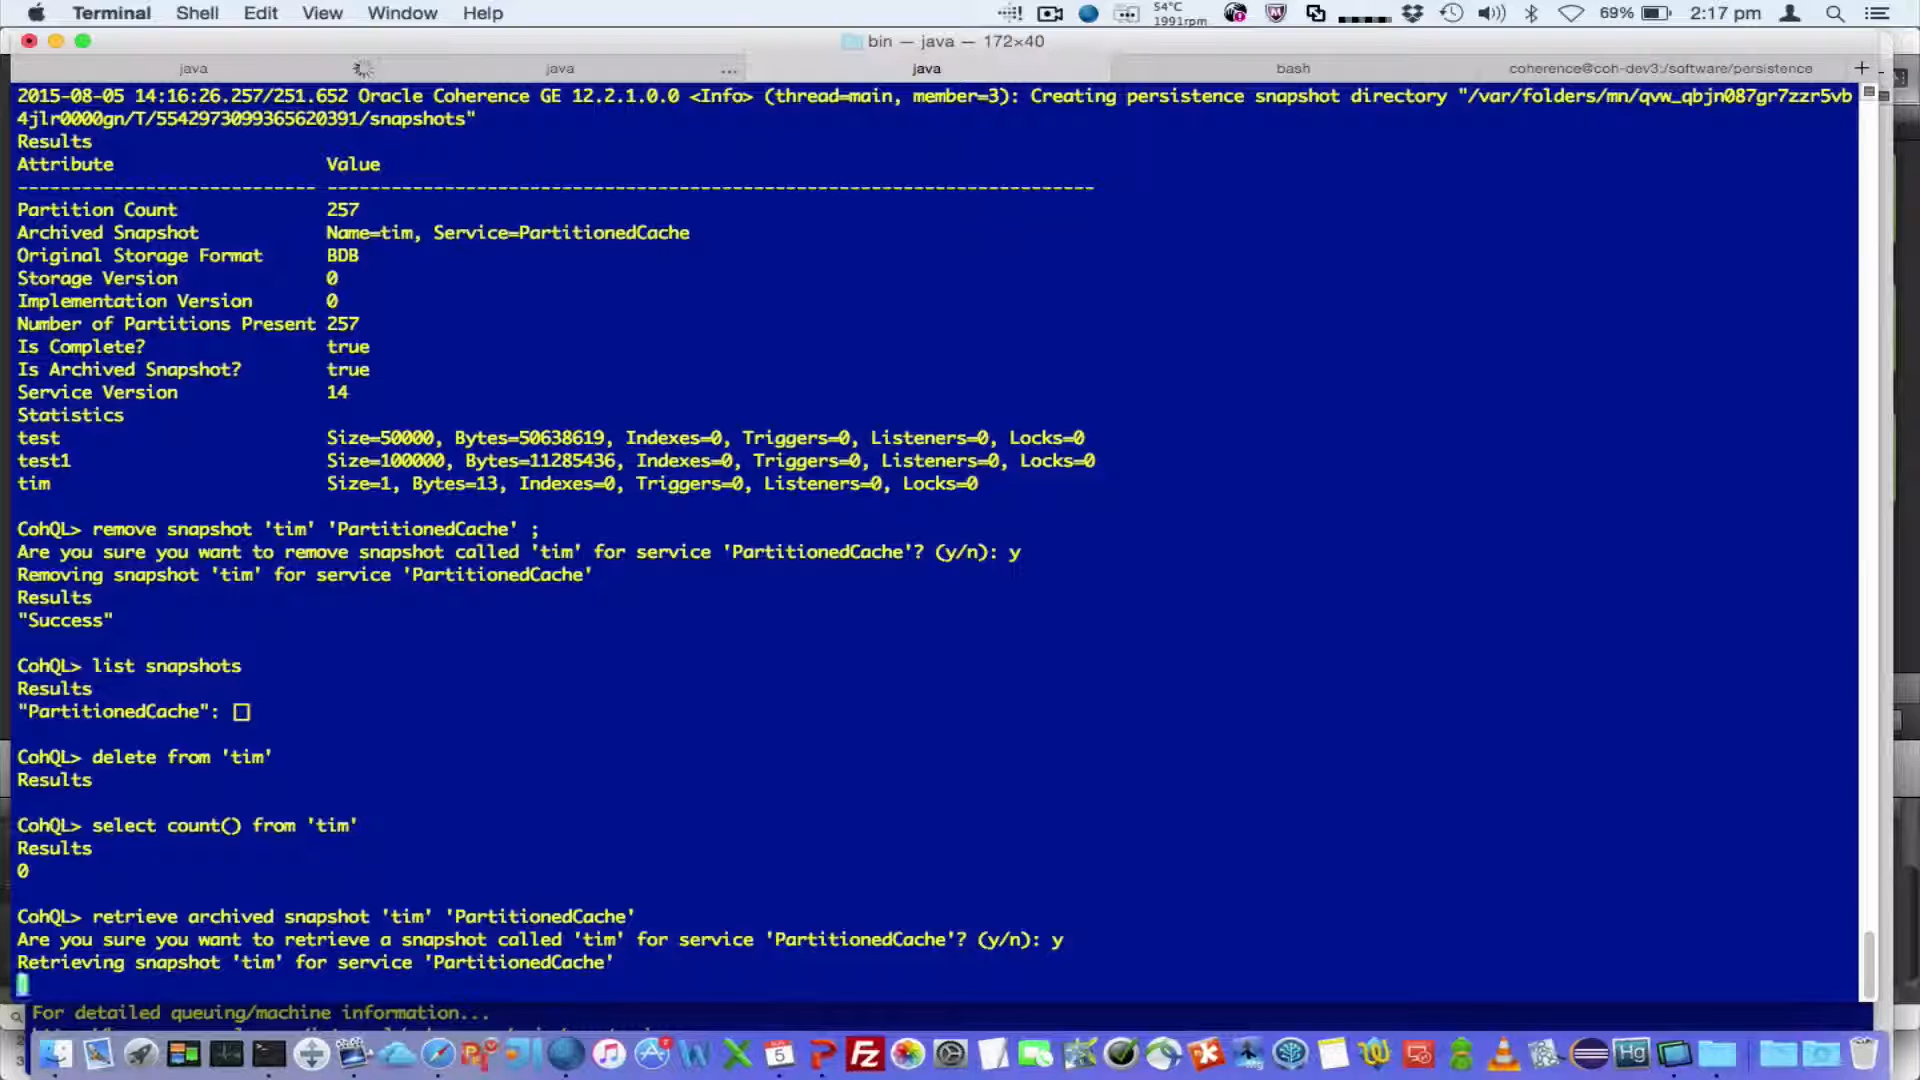 Terminal Shell Edit View Window Help 54°C 1991rpm 69% 2:17 pm
bin — java — 172×40
java java ... java bash coherence@coh-dev3:/software/persistence +
2015-08-05 14:16:26.257/251.652 Oracle Coherence GE 12.2.1.0.0 <Info> (thread=main, member=3): Creating persistence snapshot directory "/var/folders/mn/qvw_qbjn087gr7zzr5vb
4jlr0000gn/T/5542973099365620391/snapshots"
Results
Attribute Value
---------------------------- ------------------------------------------------------------------------
Partition Count 257
Archived Snapshot Name=tim, Service=PartitionedCache
Original Storage Format BDB
Storage Version 0
Implementation Version 0
Number of Partitions Present 257
Is Complete? true
Is Archived Snapshot? true
Service Version 14
Statistics
test Size=50000, Bytes=50638619, Indexes=0, Triggers=0, Listeners=0, Locks=0
test1 Size=100000, Bytes=11285436, Indexes=0, Triggers=0, Listeners=0, Locks=0
tim Size=1, Bytes=13, Indexes=0, Triggers=0, Listeners=0, Locks=0
CohQL> remove snapshot 'tim' 'PartitionedCache' ;
Are you sure you want to remove snapshot called 'tim' for service 'PartitionedCache'? (y/n): y
Removing snapshot 'tim' for service 'PartitionedCache'
Results
"Success"
CohQL> list snapshots
Results
"PartitionedCache": []
CohQL> delete from 'tim'
Results
CohQL> select count() from 'tim'
Results
0
CohQL> retrieve archived snapshot 'tim' 'PartitionedCache'
Are you sure you want to retrieve a snapshot called 'tim' for service 'PartitionedCache'? (y/n): y
Retrieving snapshot 'tim' for service 'PartitionedCache'
For detailed queuing/machine information...